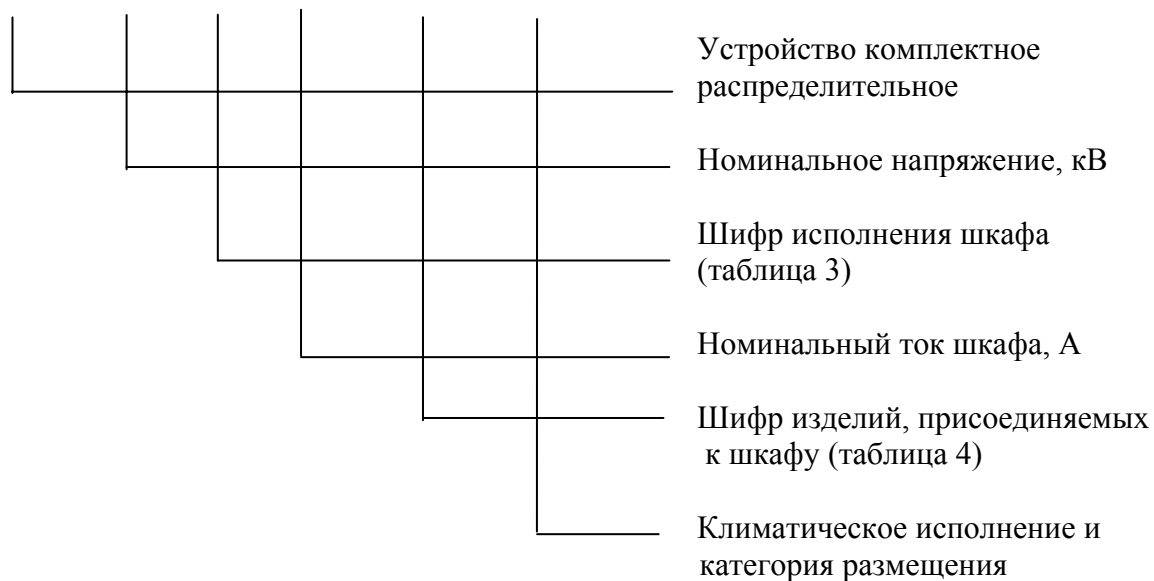 Устройство комплектное
распределительное
Номинальное напряжение, кВ
Шифр исполнения шкафа
(таблица 3)
Номинальный ток шкафа, А
Шифр изделий, присоединяемых
к шкафу (таблица 4)
Климатическое исполнение и
категория размещения